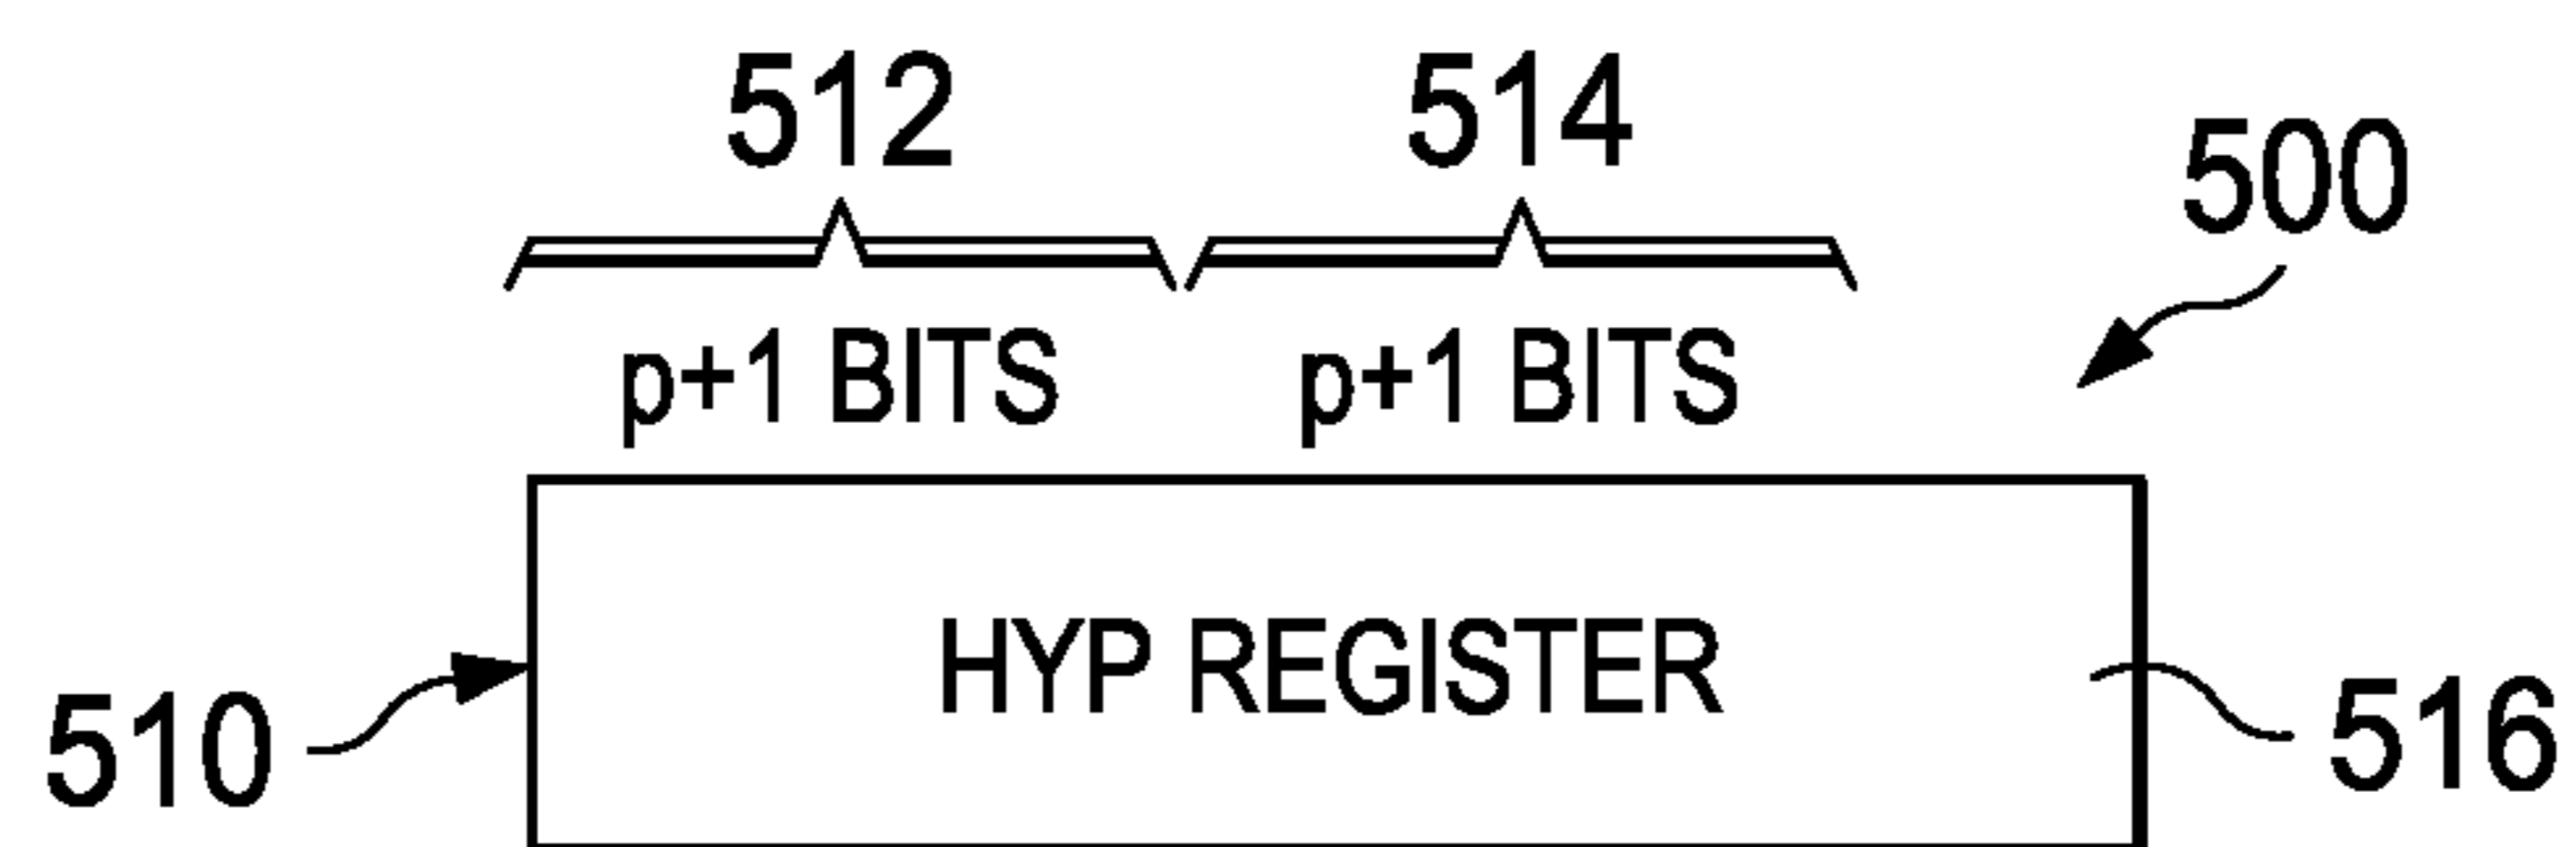 512 514
500
p+1 BITS p+1 BITS
HYP REGISTER
510 516